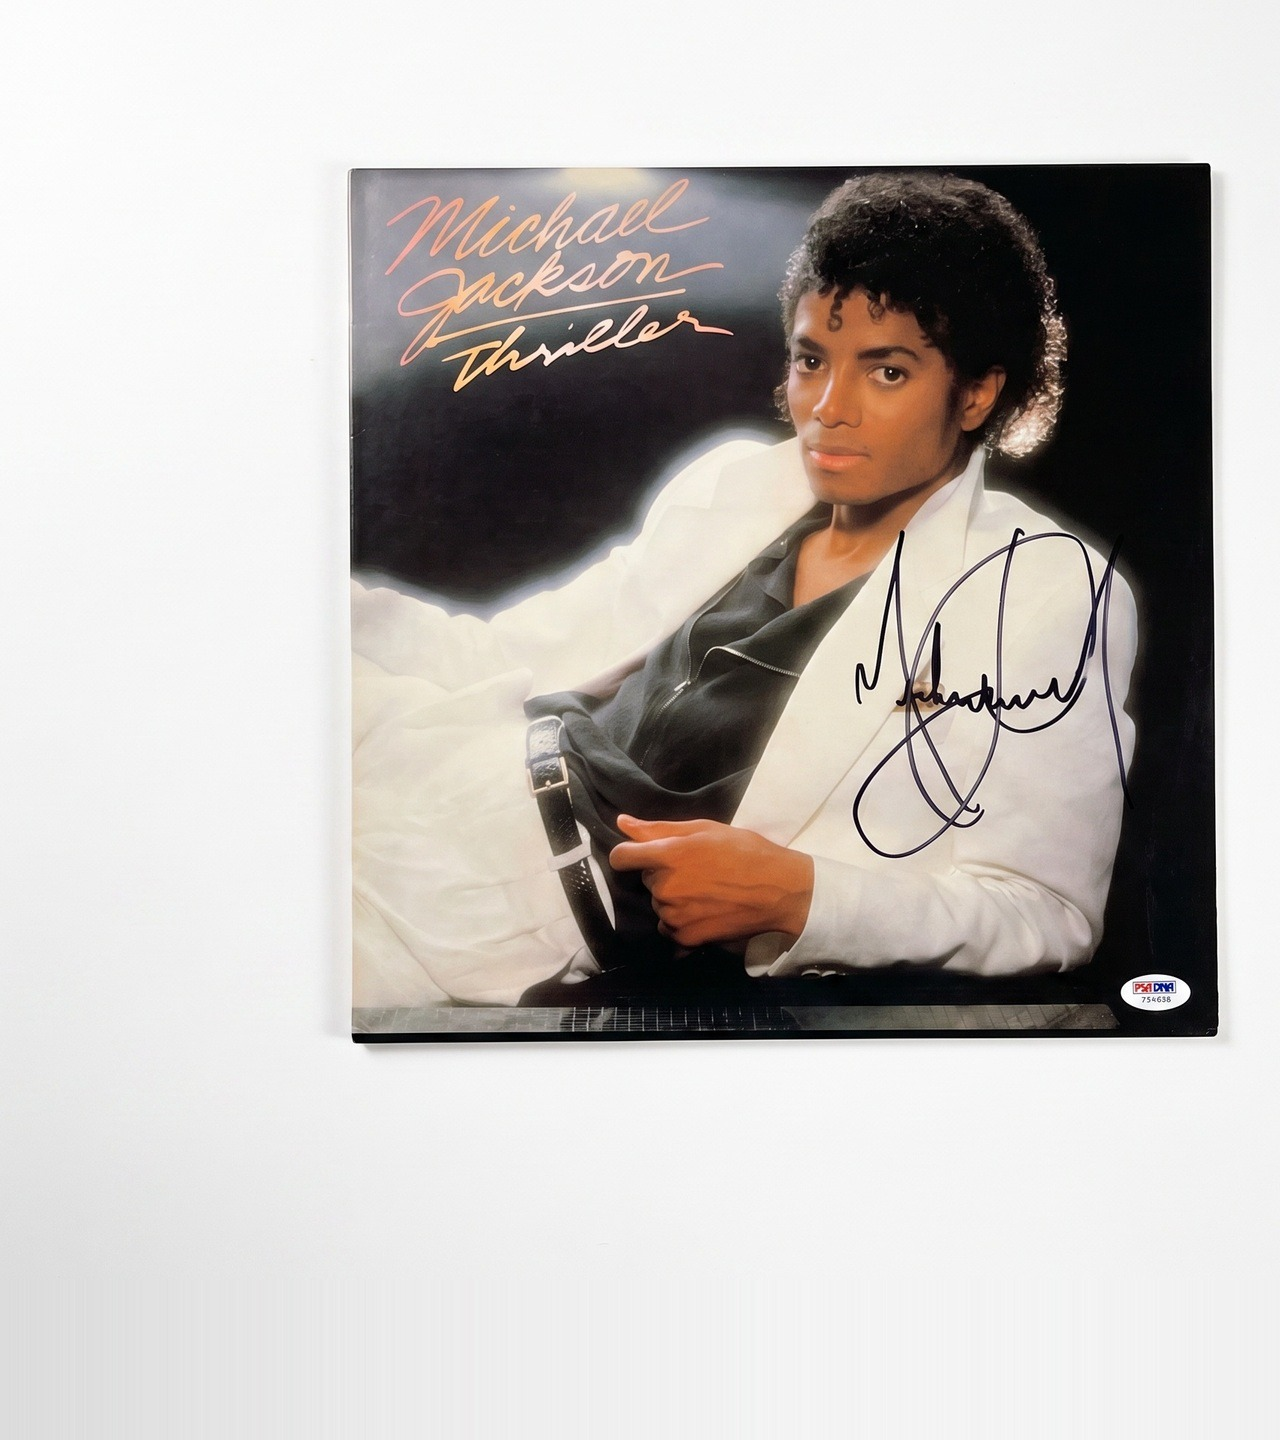 Michael
Jackson
Thriller
PSA DNA
754638